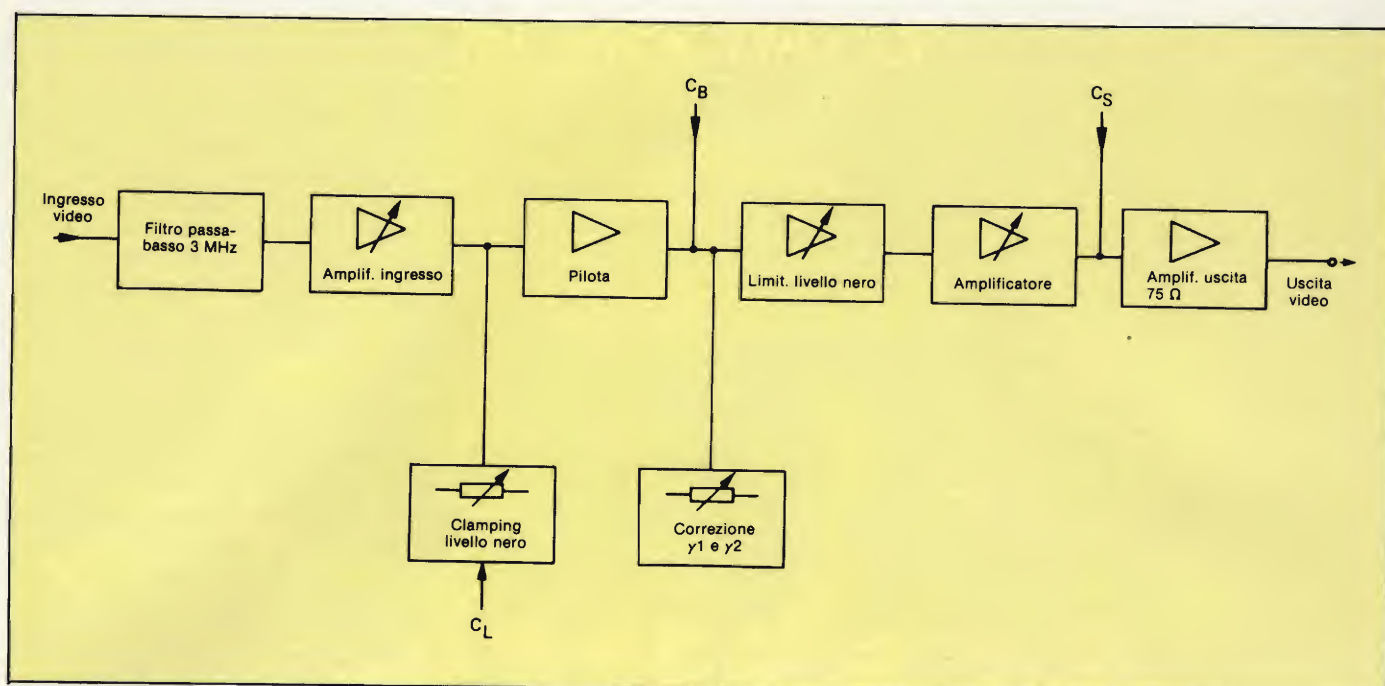 C_B
C_S
Ingresso
video
Filtro passa-
basso 3 MHz
Amplif. ingresso
Pilota
Limit. livello nero
Amplificatore
Amplif. uscita
75 Ω
Uscita
video
Clamping
livello nero
Correzione
γ1 e γ2
C_L